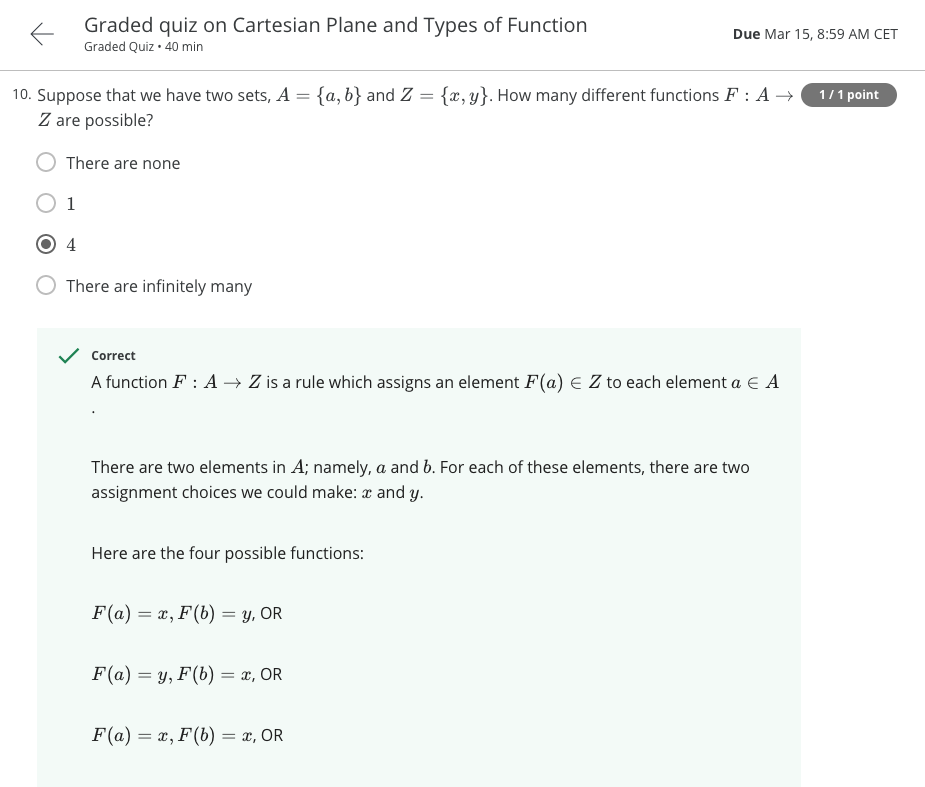 Graded quiz on Cartesian Plane and Types of Function
Graded Quiz • 40 min
Due Mar 15, 8:59 AM CET
10. Suppose that we have two sets, A = {a, b} and Z = {x, y}. How many different functions F : A →
1 / 1 point
Z are possible?
There are none
1
4
There are infinitely many
Correct
A function F : A → Z is a rule which assigns an element F(a) ∈ Z to each element a ∈ A
.
There are two elements in A; namely, a and b. For each of these elements, there are two
assignment choices we could make: x and y.
Here are the four possible functions:
F(a) = x, F(b) = y, OR
F(a) = y, F(b) = x, OR
F(a) = x, F(b) = x, OR